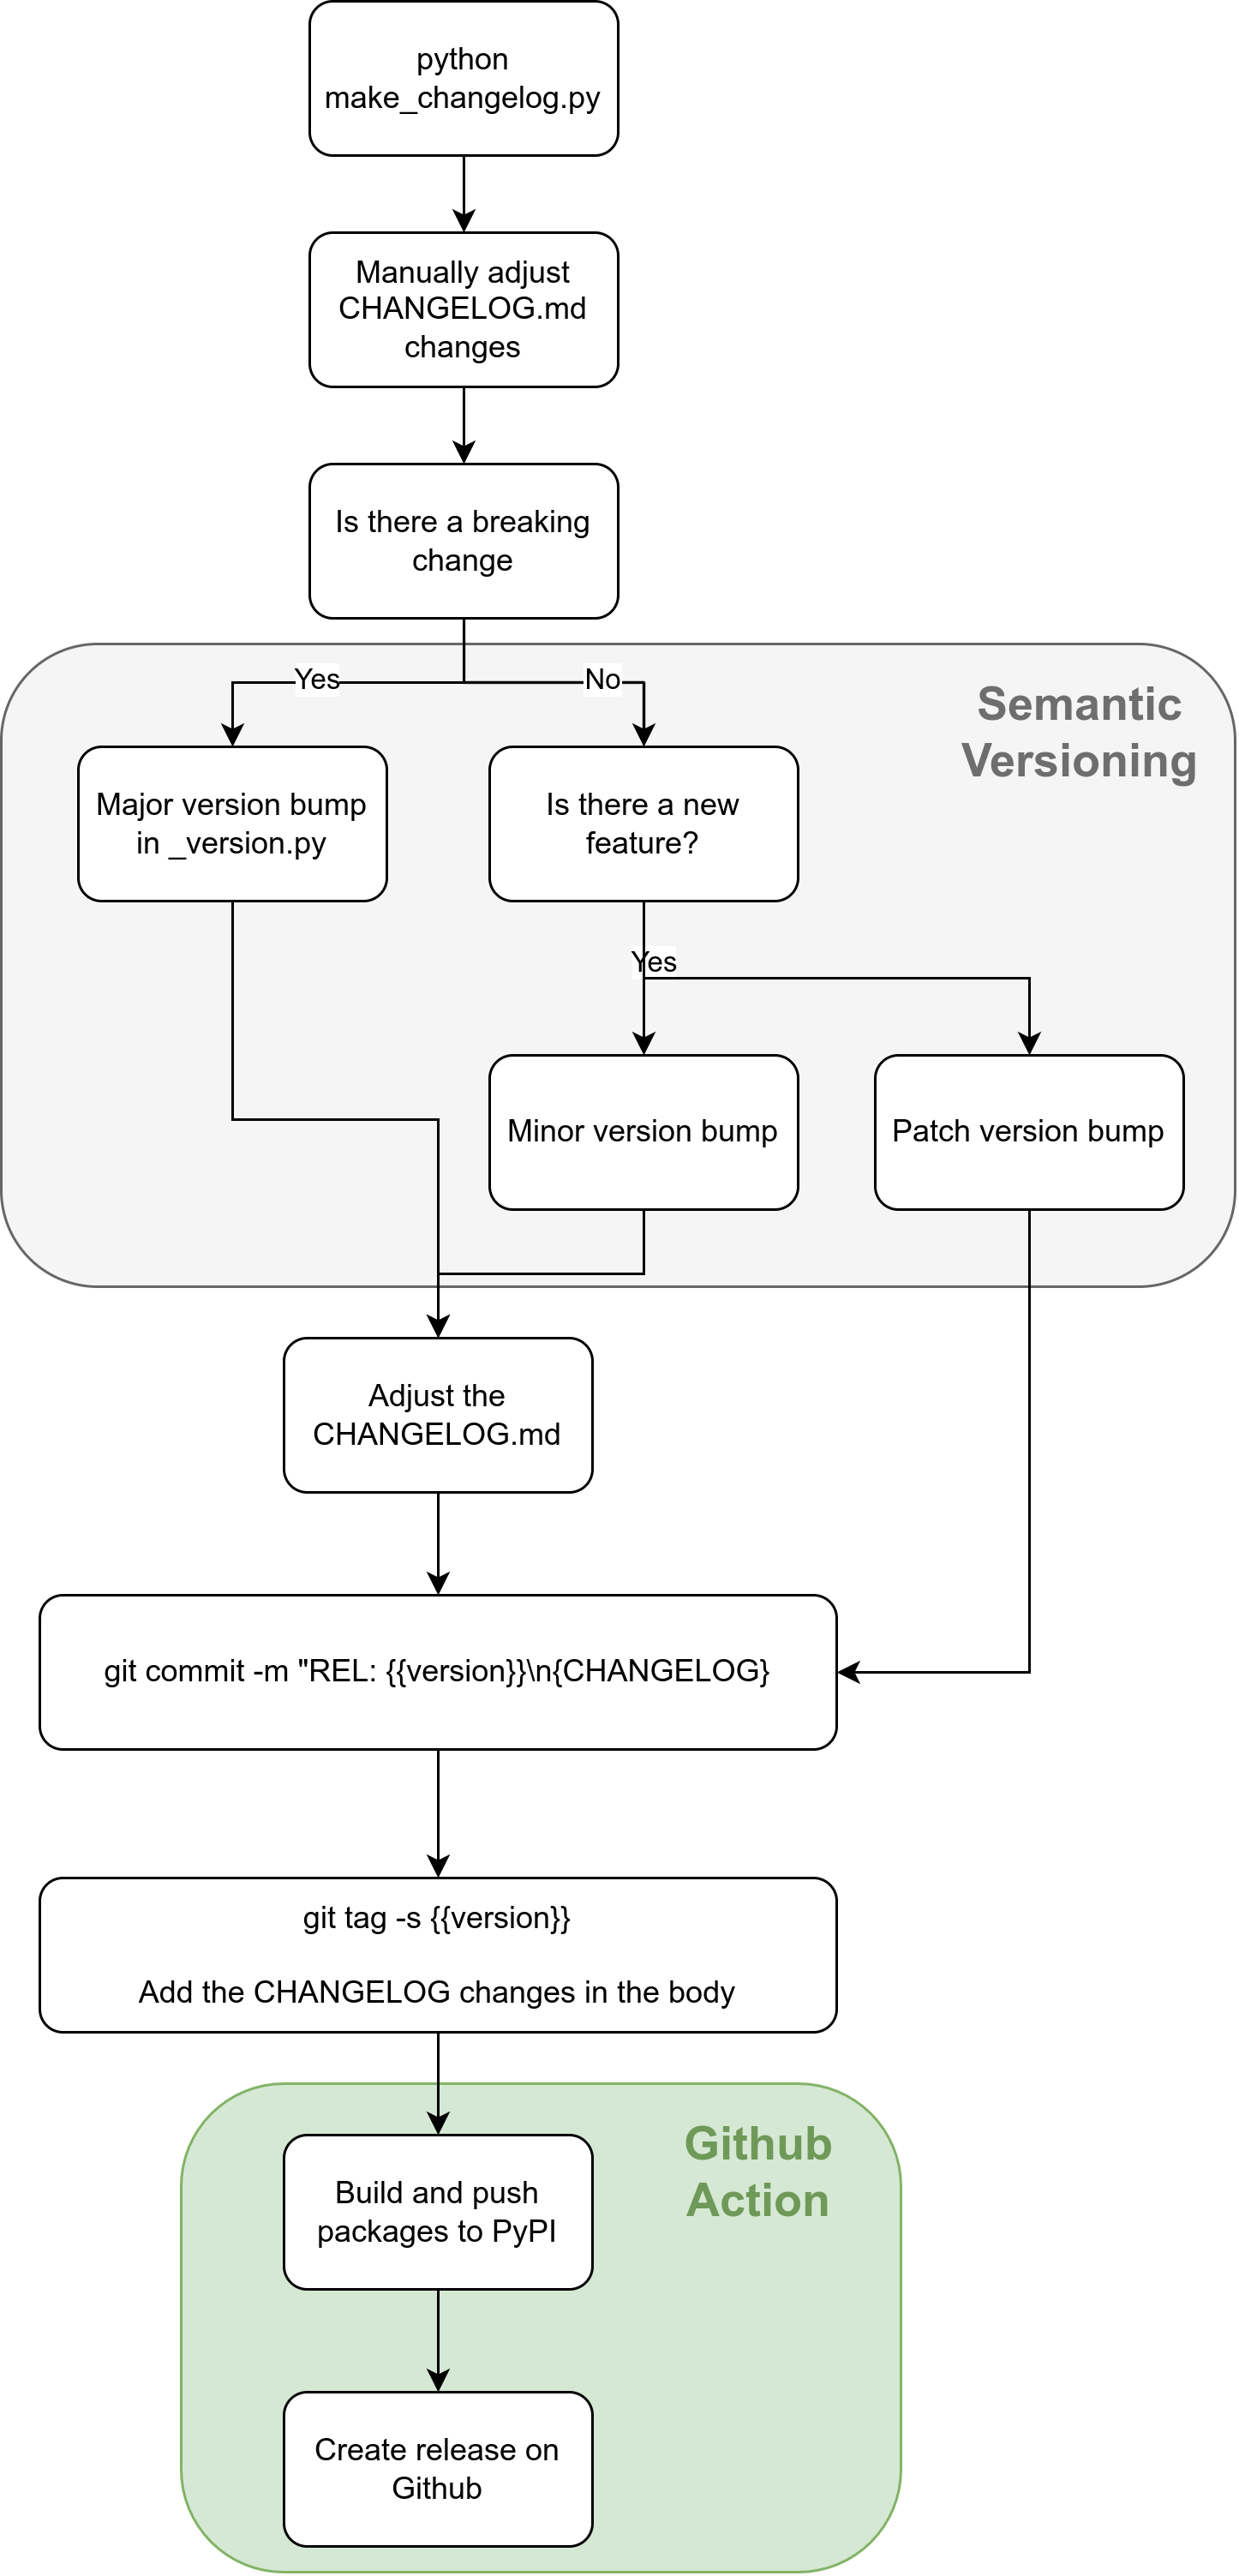 python
make_changelog.py
Manually adjust
CHANGELOG.md
changes
Is there a breaking
change
Yes
No
Semantic
Versioning
Major version bump
in _version.py
Is there a new
feature?
Yes
Minor version bump
Patch version bump
Adjust the
CHANGELOG.md
git commit -m "REL: {{version}}\n{CHANGELOG}
git tag -s {{version}}
Add the CHANGELOG changes in the body
Github
Action
Build and push
packages to PyPI
Create release on
Github